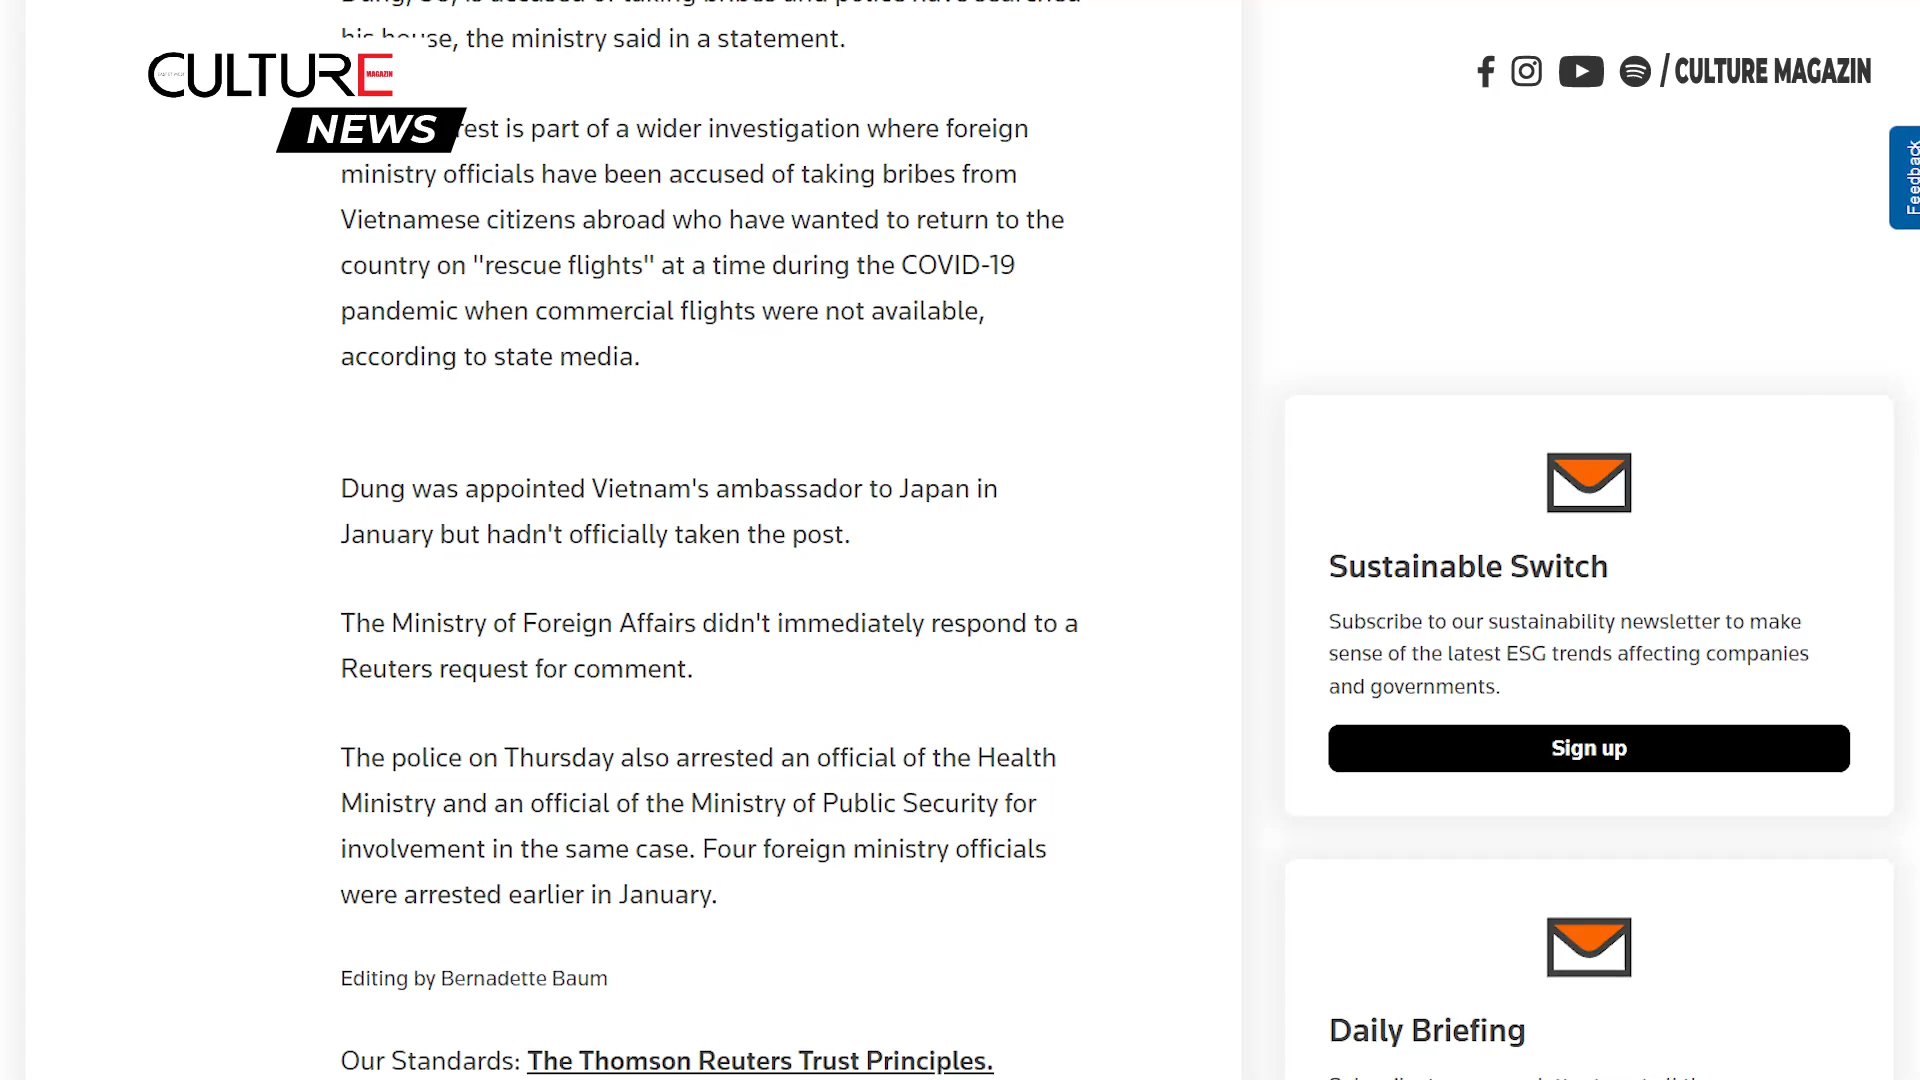 his house, the ministry said in a statement.
CULTURE
MAGAZIN
NEWS
rest is part of a wider investigation where foreign
ministry officials have been accused of taking bribes from
Vietnamese citizens abroad who have wanted to return to the
country on "rescue flights" at a time during the COVID-19
pandemic when commercial flights were not available,
according to state media.
Dung was appointed Vietnam's ambassador to Japan in
January but hadn't officially taken the post.
The Ministry of Foreign Affairs didn't immediately respond to a
Reuters request for comment.
The police on Thursday also arrested an official of the Health
Ministry and an official of the Ministry of Public Security for
involvement in the same case. Four foreign ministry officials
were arrested earlier in January.
Editing by Bernadette Baum
Our Standards: The Thomson Reuters Trust Principles.
/ CULTURE MAGAZIN
Feedback
Sustainable Switch
Subscribe to our sustainability newsletter to make
sense of the latest ESG trends affecting companies
and governments.
Sign up
Daily Briefing